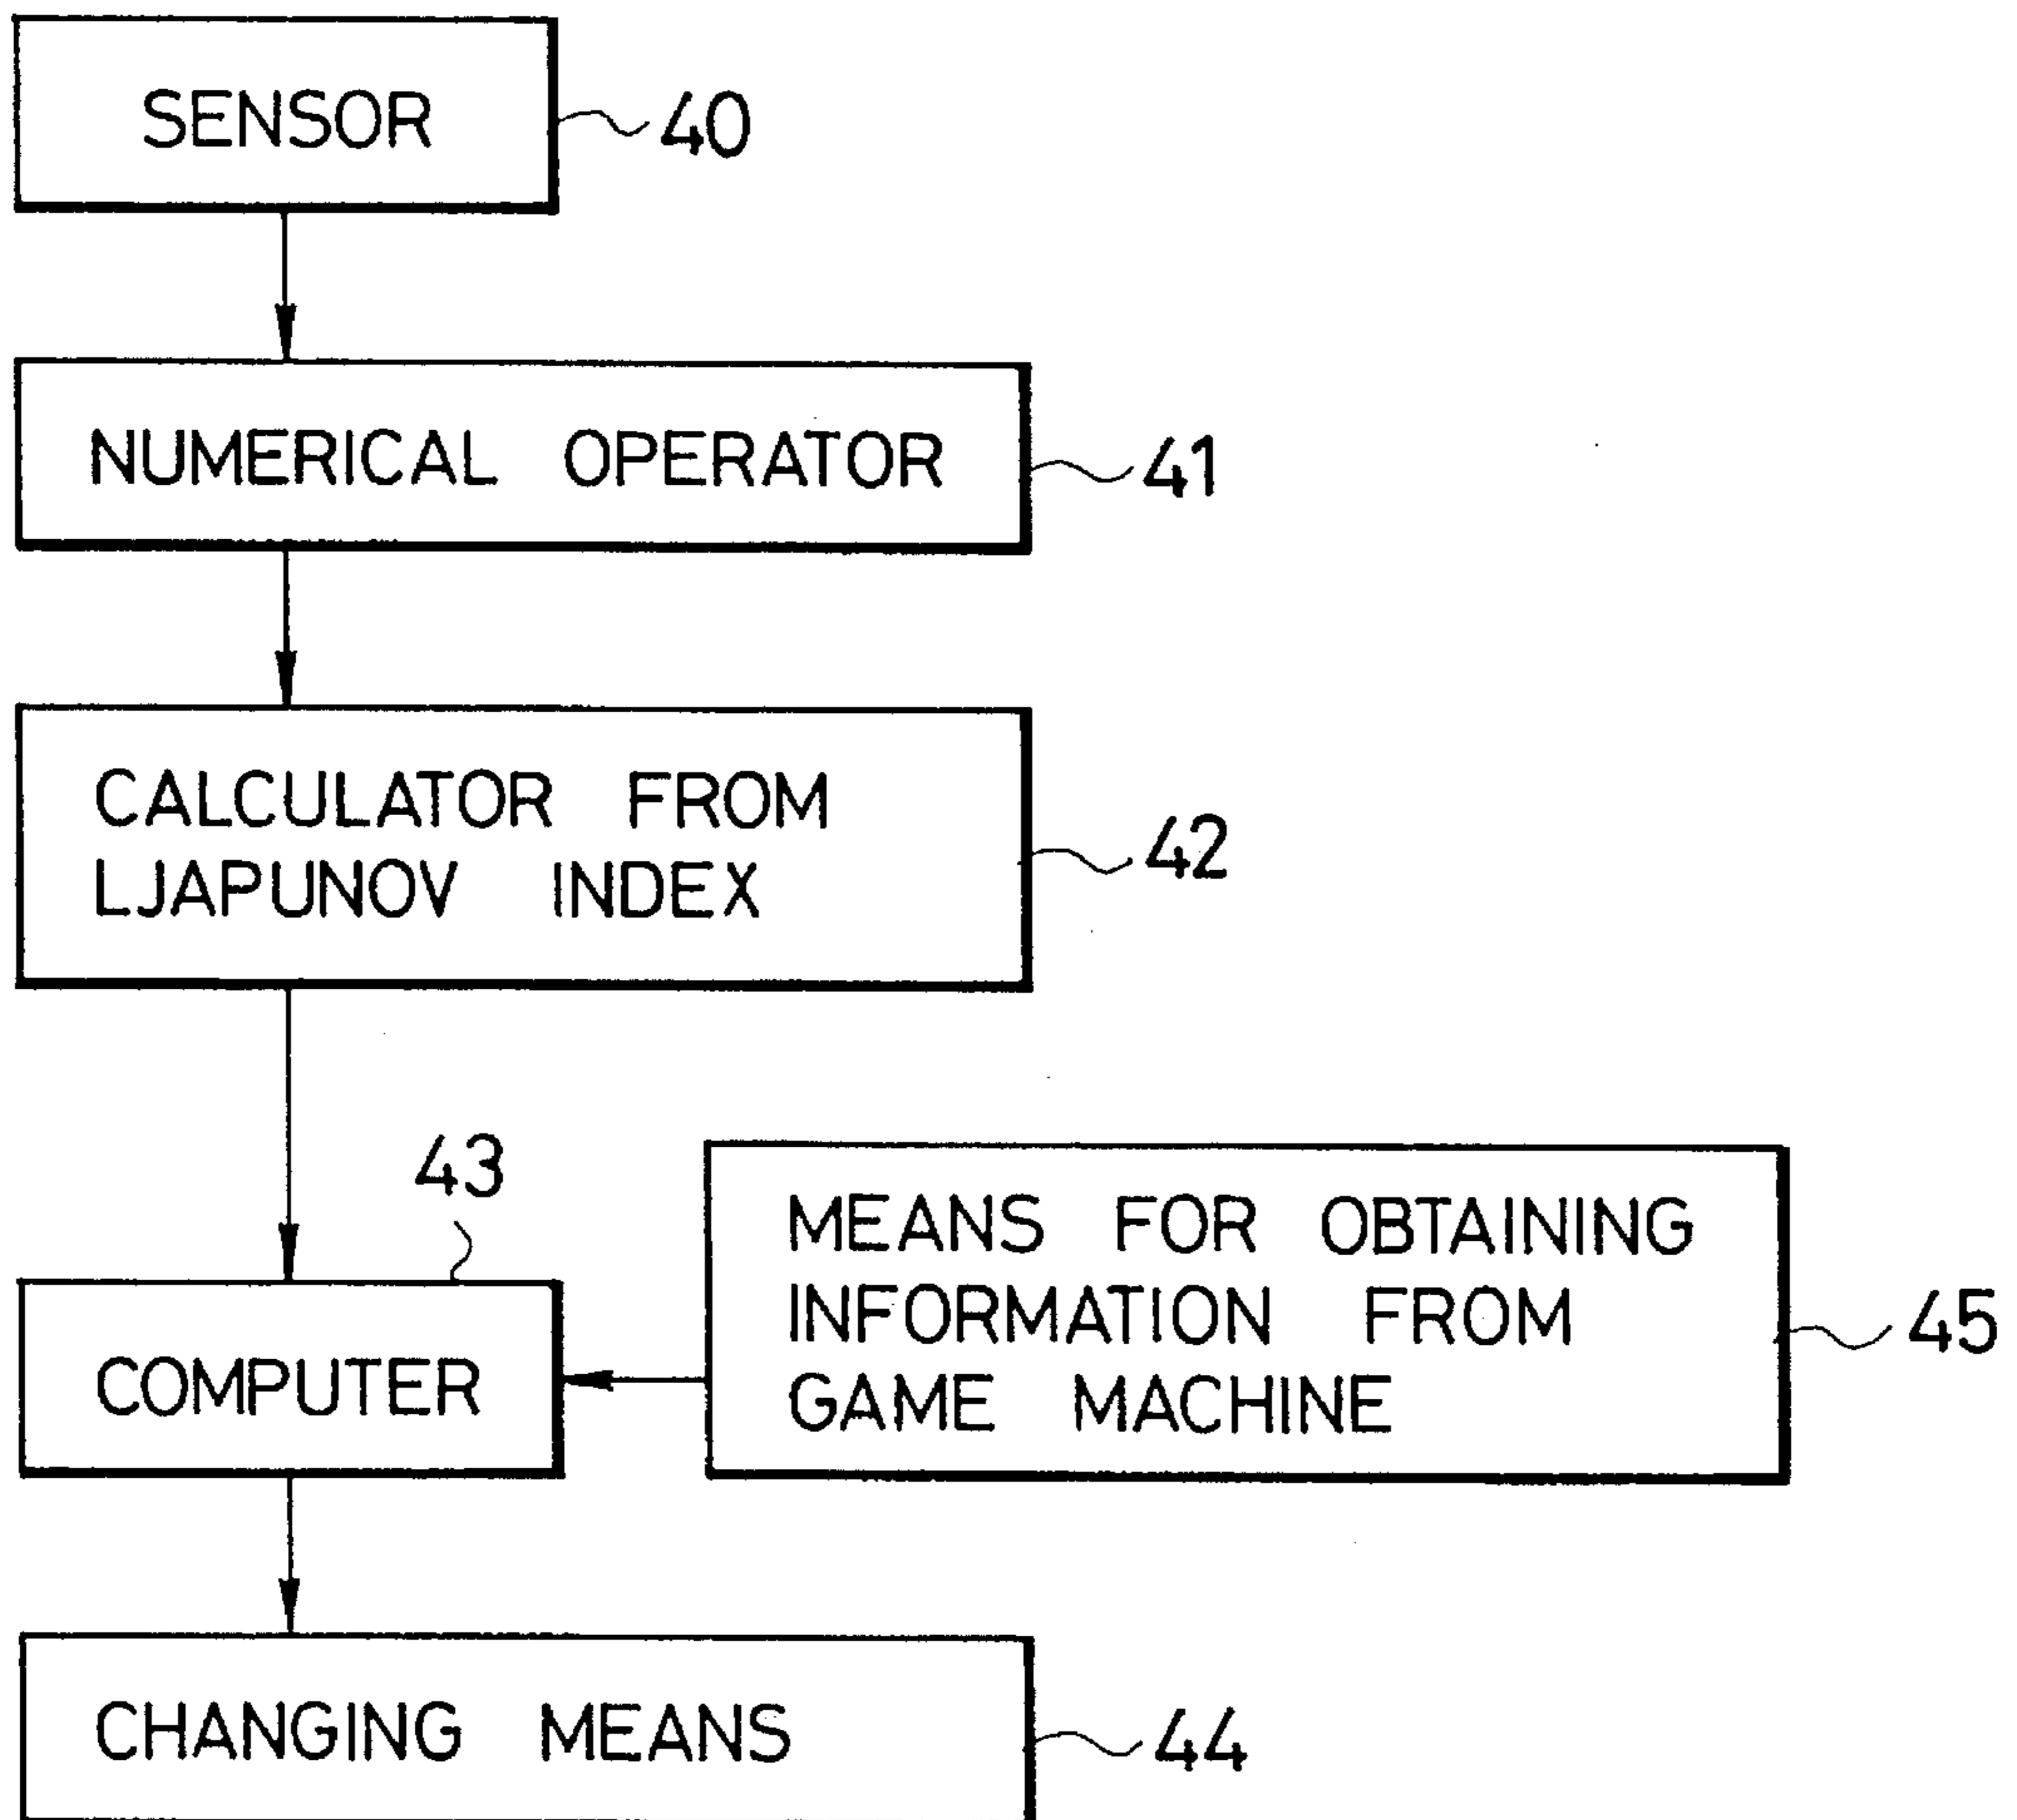 SENSOR
40
NUMERICAL OPERATOR
41
CALCULATOR FROM
LJAPUNOV INDEX
42
43
COMPUTER
MEANS FOR OBTAINING
INFORMATION FROM
GAME MACHINE
45
CHANGING MEANS
44